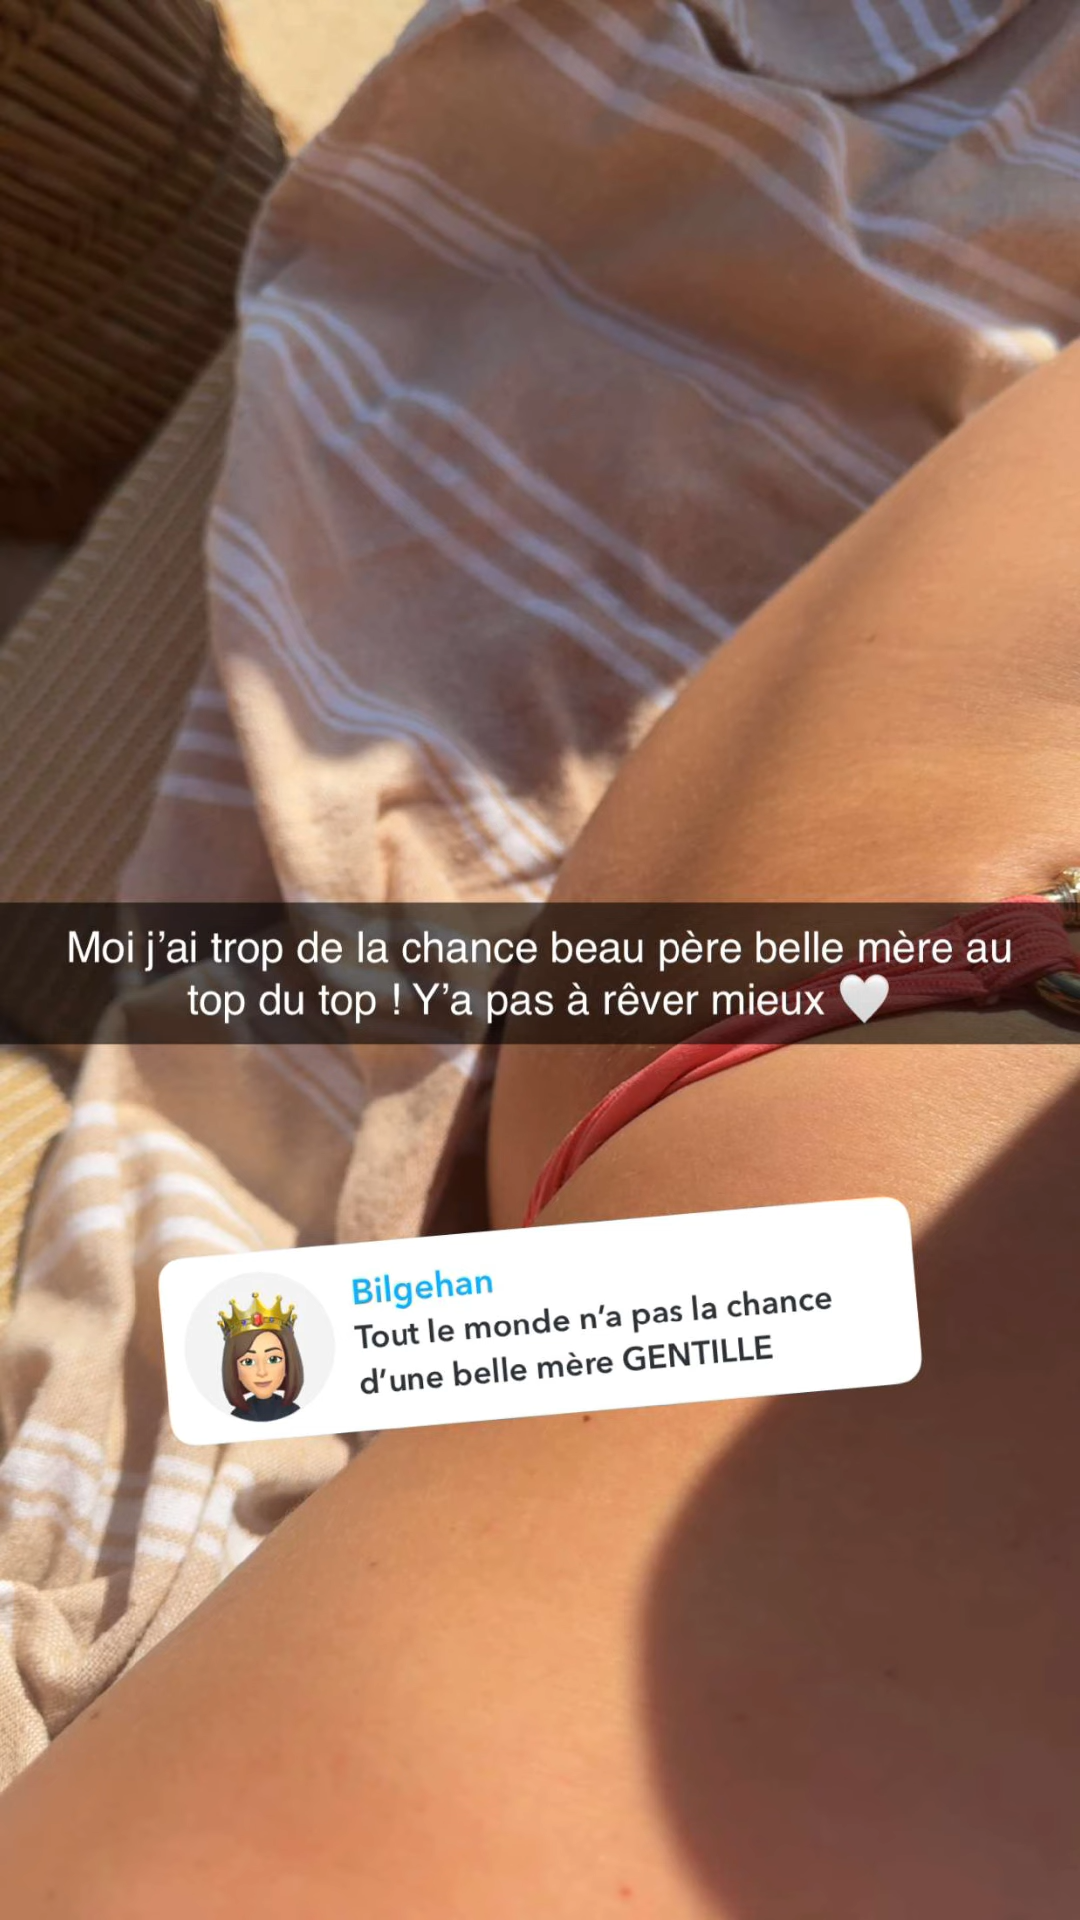 Moi j’ai trop de la chance beau père belle mère au
top du top ! Y’a pas à rêver mieux 🤍
Bilgehan
Tout le monde n’a pas la chance
d’une belle mère GENTILLE